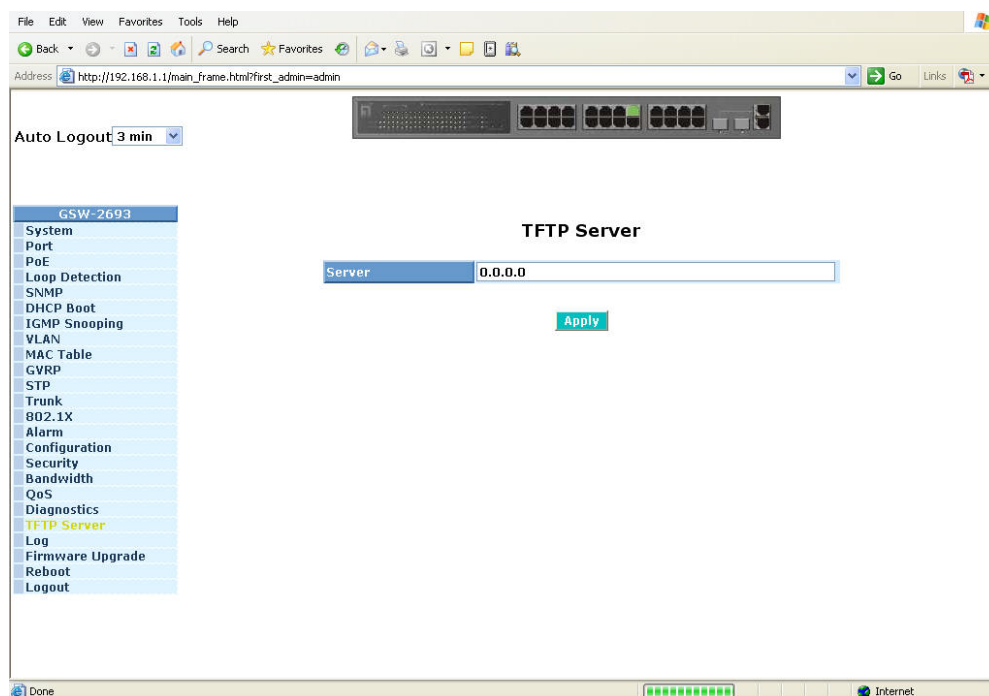 File Edit View Favorites Tools Help
Back Search Favorites
Address http://192.168.1.1/main_frame.html?first_admin=admin Go Links
Auto Logout 3 min
GSW-2693
System
Port
PoE
Loop Detection
SNMP
DHCP Boot
IGMP Snooping
VLAN
MAC Table
GVRP
STP
Trunk
802.1X
Alarm
Configuration
Security
Bandwidth
QoS
Diagnostics
TFTP Server
Log
Firmware Upgrade
Reboot
Logout
TFTP Server
Server 0.0.0.0
Apply
Done Internet